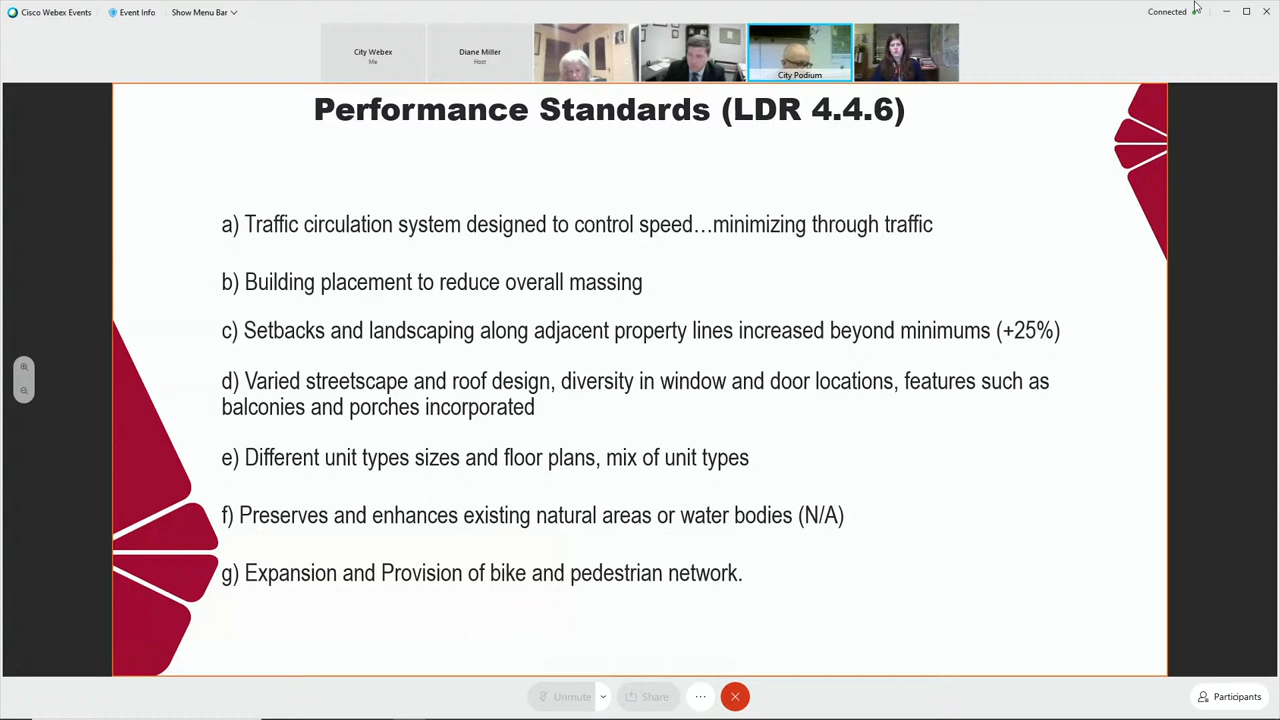 Cisco Webex Events
Event Info
Show Menu Bar
Connected
City Webex
Me
Diane Miller
Host
City Podium
Performance Standards (LDR 4.4.6)
a) Traffic circulation system designed to control speed…minimizing through traffic
b) Building placement to reduce overall massing
c) Setbacks and landscaping along adjacent property lines increased beyond minimums (+25%)
d) Varied streetscape and roof design, diversity in window and door locations, features such as
balconies and porches incorporated
e) Different unit types sizes and floor plans, mix of unit types
f) Preserves and enhances existing natural areas or water bodies (N/A)
g) Expansion and Provision of bike and pedestrian network.
Unmute
Share
Participants